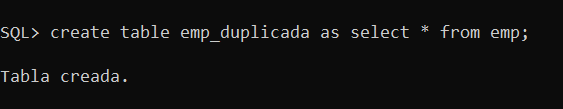 SQL> create table emp_duplicada as select * from emp;
Tabla creada.